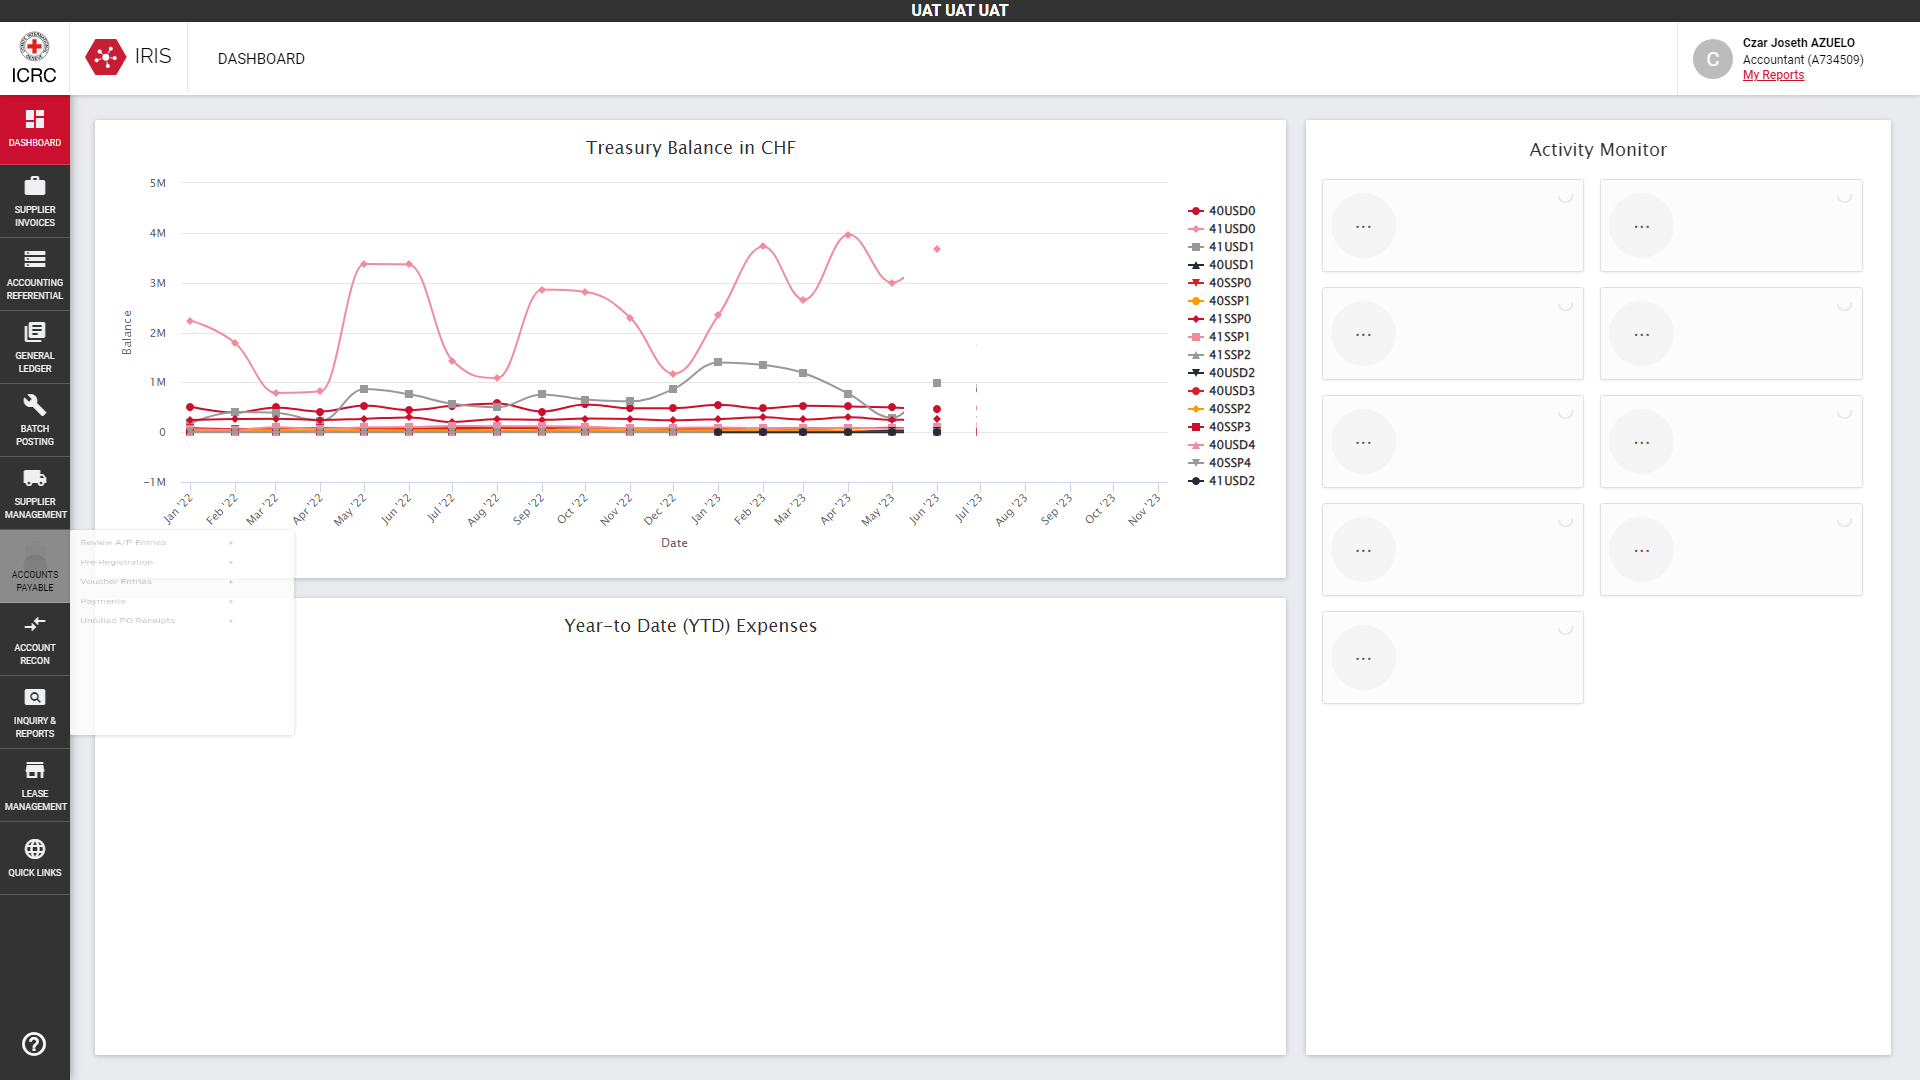 UAT UAT UAT
ICRC
IRIS
DASHBOARD
Czar Joseth AZUELO
C
Accountant (A734509)
My Reports
DASHBOARD
SUPPLIER
INVOICES
ACCOUNTING
REFERENTIAL
GENERAL
LEDGER
BATCH
POSTING
SUPPLIER
MANAGEMENT
ACCOUNTS
PAYABLE
ACCOUNT
RECON
INQUIRY &
REPORTS
LEASE
MANAGEMENT
QUICK LINKS
Review A/P Entries
Pre-Registration
Voucher Entries
Payments
Unbilled PO Receipts
Treasury Balance in CHF
5M
4M
3M
2M
1M
0
-1M
Balance
Jan '22
Feb '22
Mar '22
Apr '22
May '22
Jun '22
Jul '22
Aug '22
Sep '22
Oct '22
Nov '22
Dec '22
Jan '23
Feb '23
Mar '23
Apr '23
May '23
Jun '23
Jul '23
Aug '23
Sep '23
Oct '23
Nov '23
Date
40USD0
41USD0
41USD1
40USD1
40SSP0
40SSP1
41SSP0
41SSP1
41SSP2
40USD2
40USD3
40SSP2
40SSP3
40USD4
40SSP4
41USD2
Year-to Date (YTD) Expenses
Activity Monitor
...
...
...
...
...
...
...
...
...